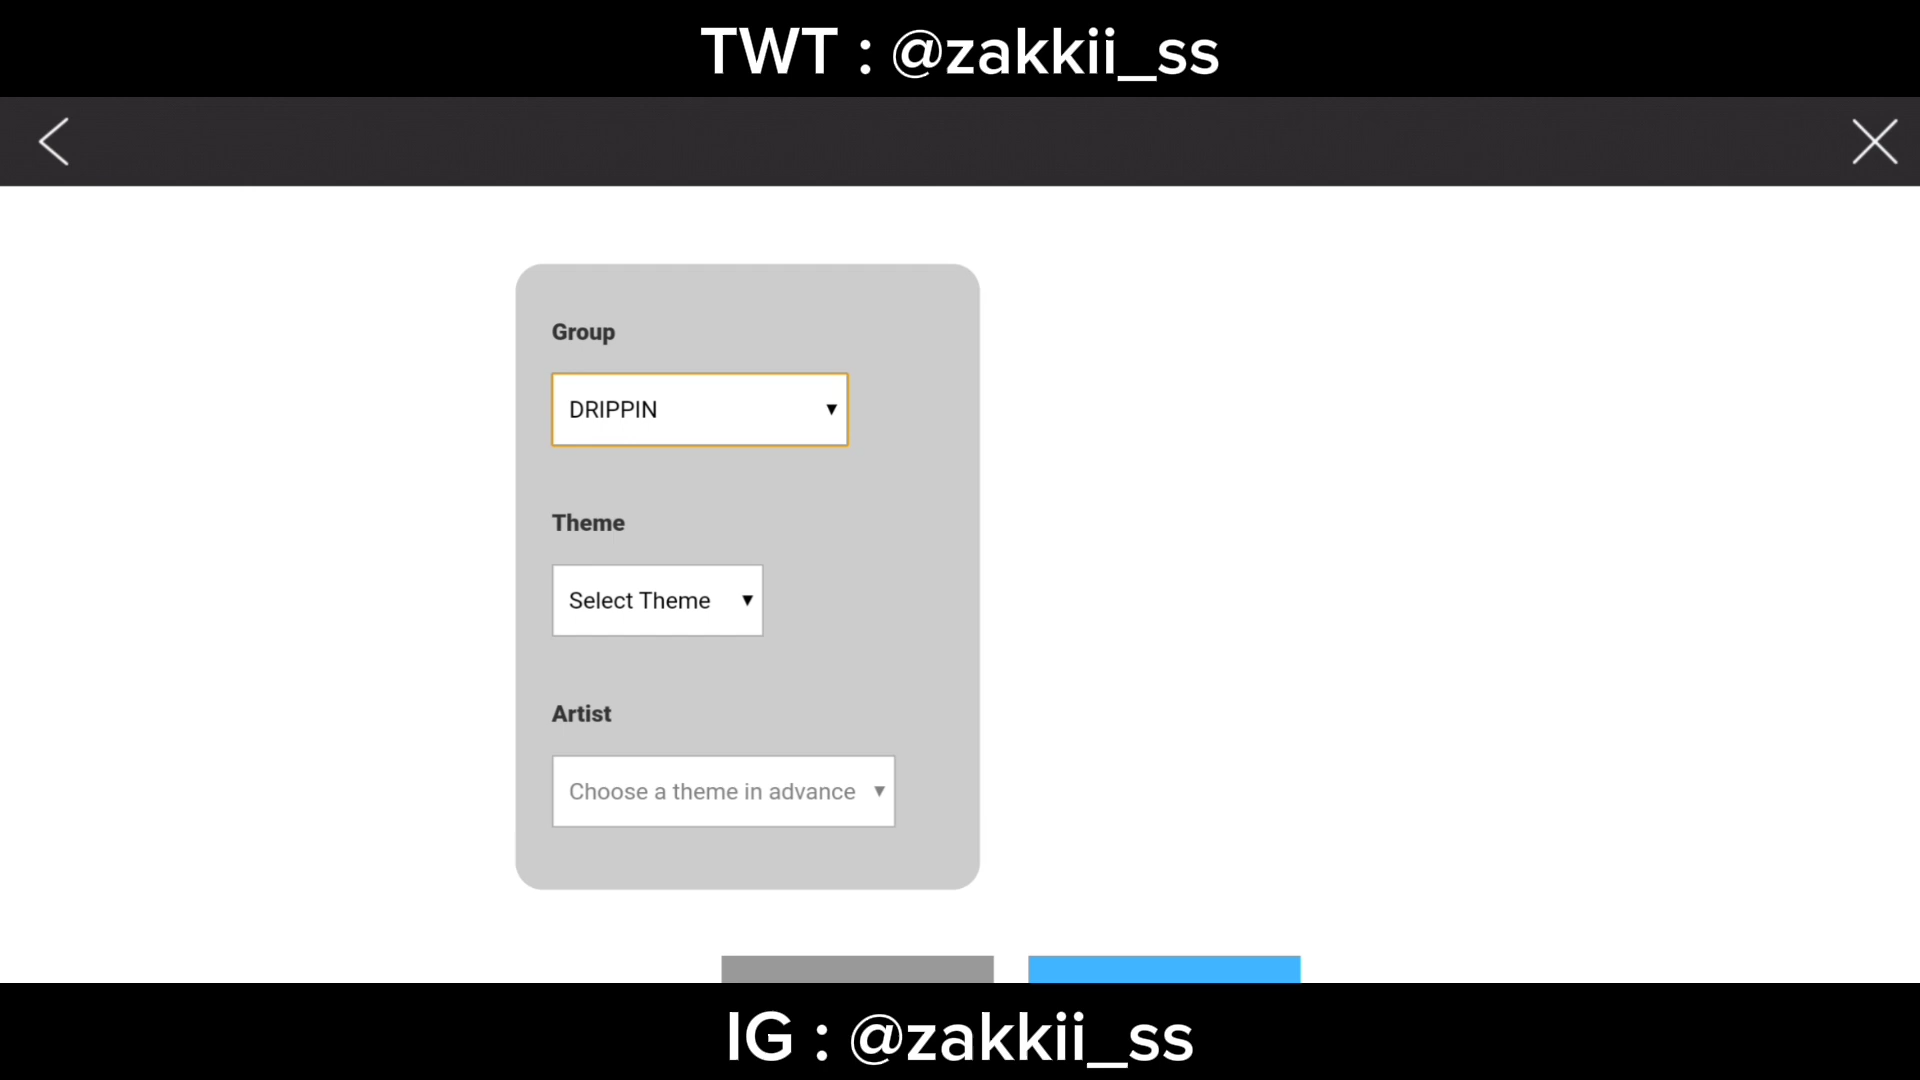 TWT : @zakkii_ss
Group
DRIPPIN
Theme
Select Theme
Artist
Choose a theme in advance
IG : @zakkii_ss